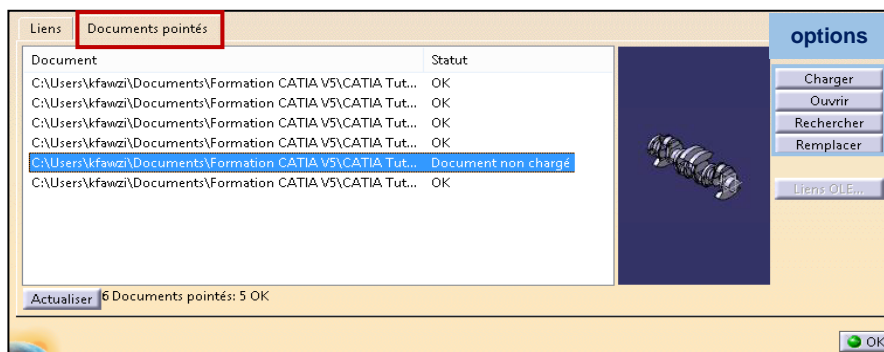 Liens Documents pointés
options
Document Statut
C:\Users\kfawzi\Documents\Formation CATIA V5\CATIA Tut... OK
C:\Users\kfawzi\Documents\Formation CATIA V5\CATIA Tut... OK
C:\Users\kfawzi\Documents\Formation CATIA V5\CATIA Tut... OK
C:\Users\kfawzi\Documents\Formation CATIA V5\CATIA Tut... OK
C:\Users\kfawzi\Documents\Formation CATIA V5\CATIA Tut... Document non chargé
C:\Users\kfawzi\Documents\Formation CATIA V5\CATIA Tut... OK
Charger
Ouvrir
Rechercher
Remplacer
Liens OLE...
Actualiser 6 Documents pointés: 5 OK
OK